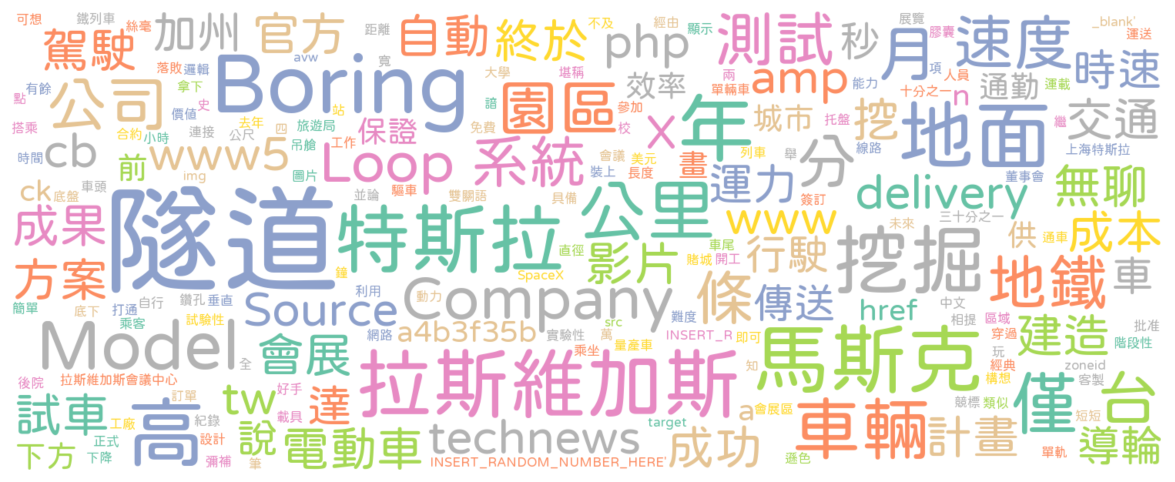 可想 鐵列車 絲毫 距離 寬 大學 不及 經由 顯示 展覽 膠囊 _blank' 運送
駕駛 加州 官方 自動 終於 php 測試 秒 月 速度 時速
落敗 邏輯 avw 堪稱 兩 單輛車 能力 項 人員 運載
有餘 價值 拿下 Boring 效率 amp 十分之一 n 通勤
點 公司 史 站 諳 園區 X 年 托盤 挖 地面 交通
搭乘 合約 去年 四 旅遊局 免費 參加 校 城市 繼
小時 連接 公尺 保證 畫 分 線路 上海特斯拉
時間 cb 前 www5 吊艙 工作 會議 美元 列車 舉 董事會
img Loop 系統 裝上 長度 運力 簽訂 delivery 無聊
ck 底盤 車頭 圖片 驅車 並論 雙關語 具備 公里 www 三十分之一
成果 隧道 特斯拉 直徑 車尾 賭城 未來 供 通車 成本
方案 鐘 SpaceX 開工 影片 行駛 挖掘 車 地鐵
簡單 底下 打通 自行 鑽孔 垂直 利用 動力 Company 條 傳送 href 中文 區域 批准
乘客 試驗性 Source 網路 a4b3f35b 實驗性 src 萬 難度 INSERT_R 即可 相提 穿過 建造 階段性
Model 會展 全 乘坐 量產車 知 馬斯克 玩 經典 zoneid
後院 拉斯維加斯會議中心 好手 拉斯維加斯 a 會展區 構想 客製
試車 工廠 訂單 紀錄 tw 達 載具 target 車輛 競標 類似 僅 台
下方 正式 下降 高 設計 彌補 說 筆 電動車 technews 成功 遜色 計畫 短短 單軌 導輪
INSERT_RANDOM_NUMBER_HERE'